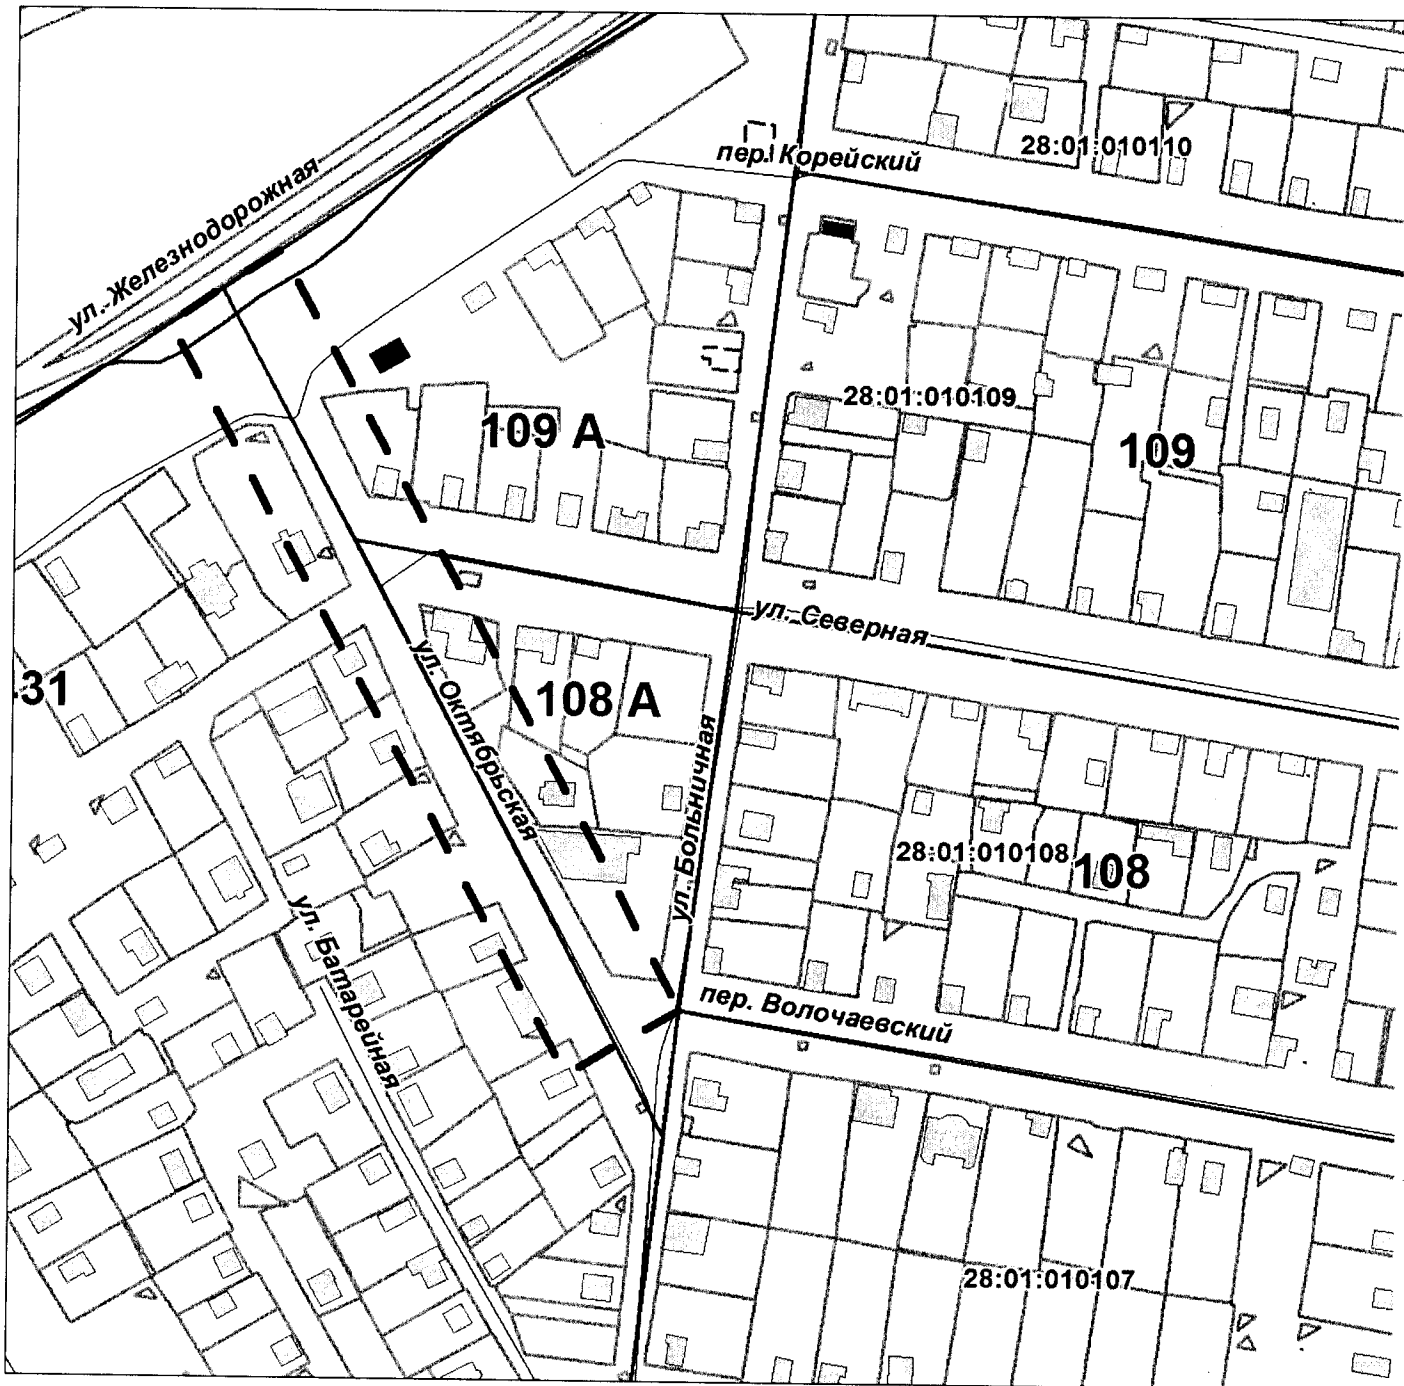 ул. Железнодорожная
пер. Корейский
28:01:010110
28:01:010109
109 А
109
ул. Северная
31
108 А
ул. Октябрьская
ул. Больничная
28:01:010108
108
ул. Батарейная
пер. Волочаевский
28:01:010107